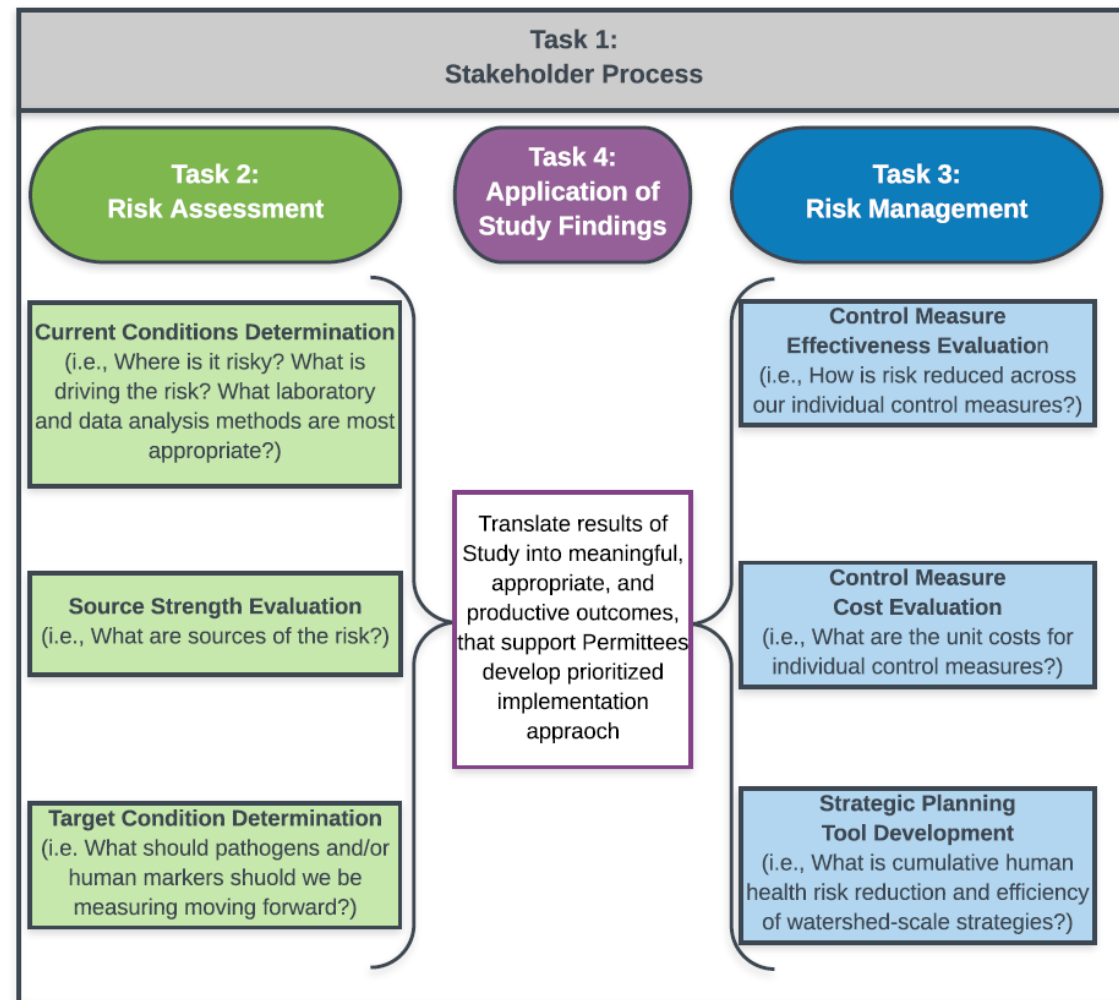 Task 1:
Stakeholder Process
Task 2:
Risk Assessment
Task 4:
Application of
Study Findings
Task 3:
Risk Management
Current Conditions Determination
(i.e., Where is it risky? What is
driving the risk? What laboratory
and data analysis methods are most
appropriate?)
Source Strength Evaluation
(i.e., What are sources of the risk?)
Target Condition Determination
(i.e. What should pathogens and/or
human markers shuold we be
measuring moving forward?)
Translate results of
Study into meaningful,
appropriate, and
productive outcomes,
that support Permittees
develop prioritized
implementation
appraoch
Control Measure
Effectiveness Evaluation
(i.e., How is risk reduced across
our individual control measures?)
Control Measure
Cost Evaluation
(i.e., What are the unit costs for
individual control measures?)
Strategic Planning
Tool Development
(i.e., What is cumulative human
health risk reduction and efficiency
of watershed-scale strategies?)